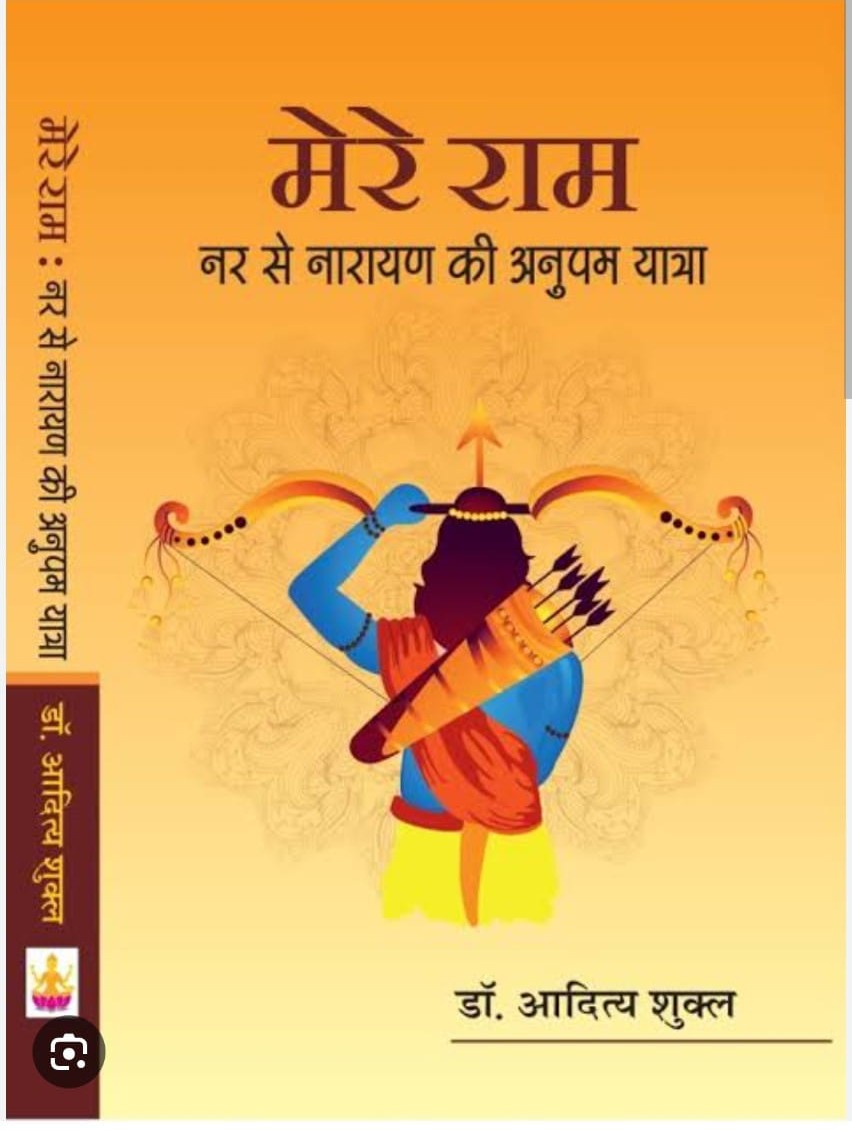 मेरे राम
नर से नारायण की अनुपम यात्रा
डॉ. आदित्य शुक्ल
मेरे राम : नर से नारायण की अनुपम यात्रा
डॉ. आदित्य शुक्ल